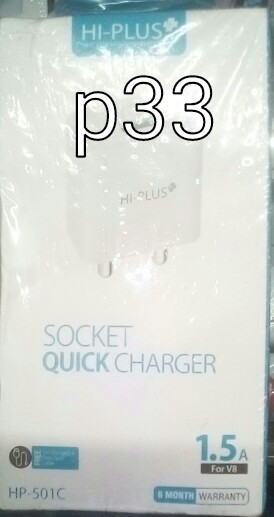 HI-PLUS
p33
HI-PLUS
SOCKET
QUICK CHARGER
1.5A
For V8
HP-501C
6 MONTH WARRANTY